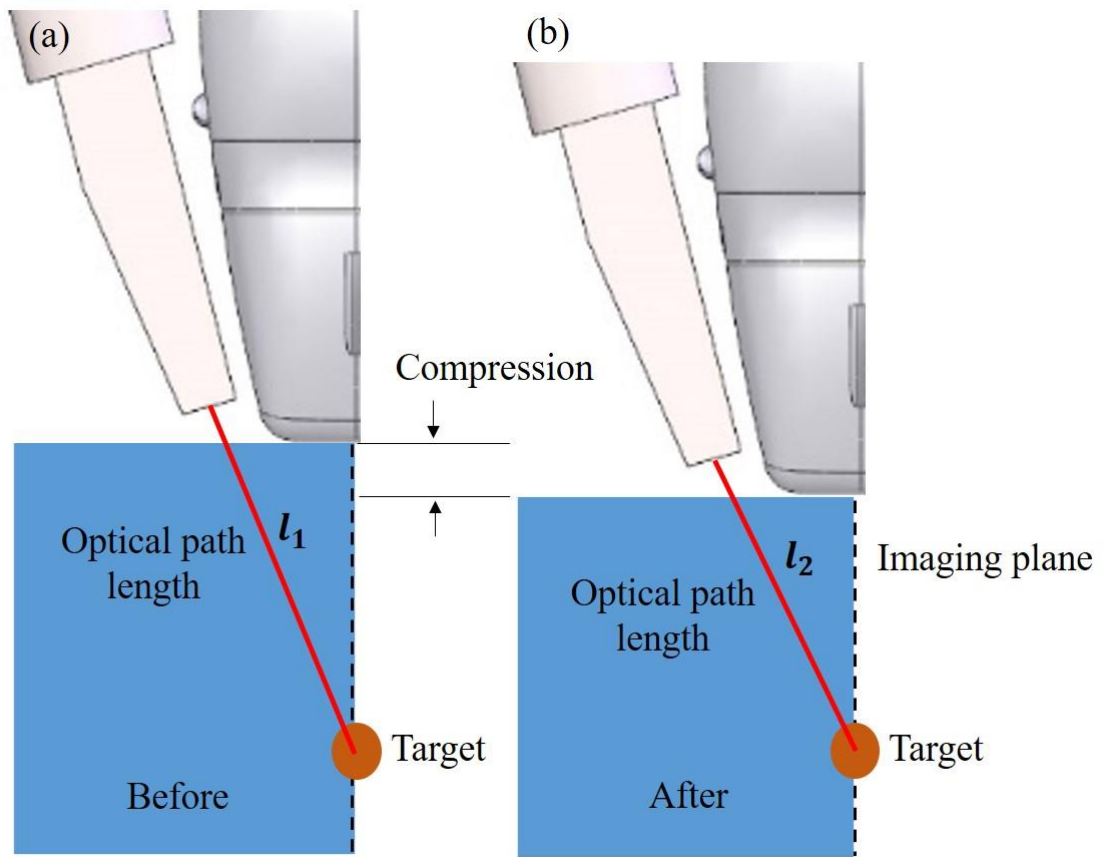 (a)
(b)
Compression
Optical path
length
l₁
Optical path
length
l₂
Imaging plane
Target
Target
Before
After